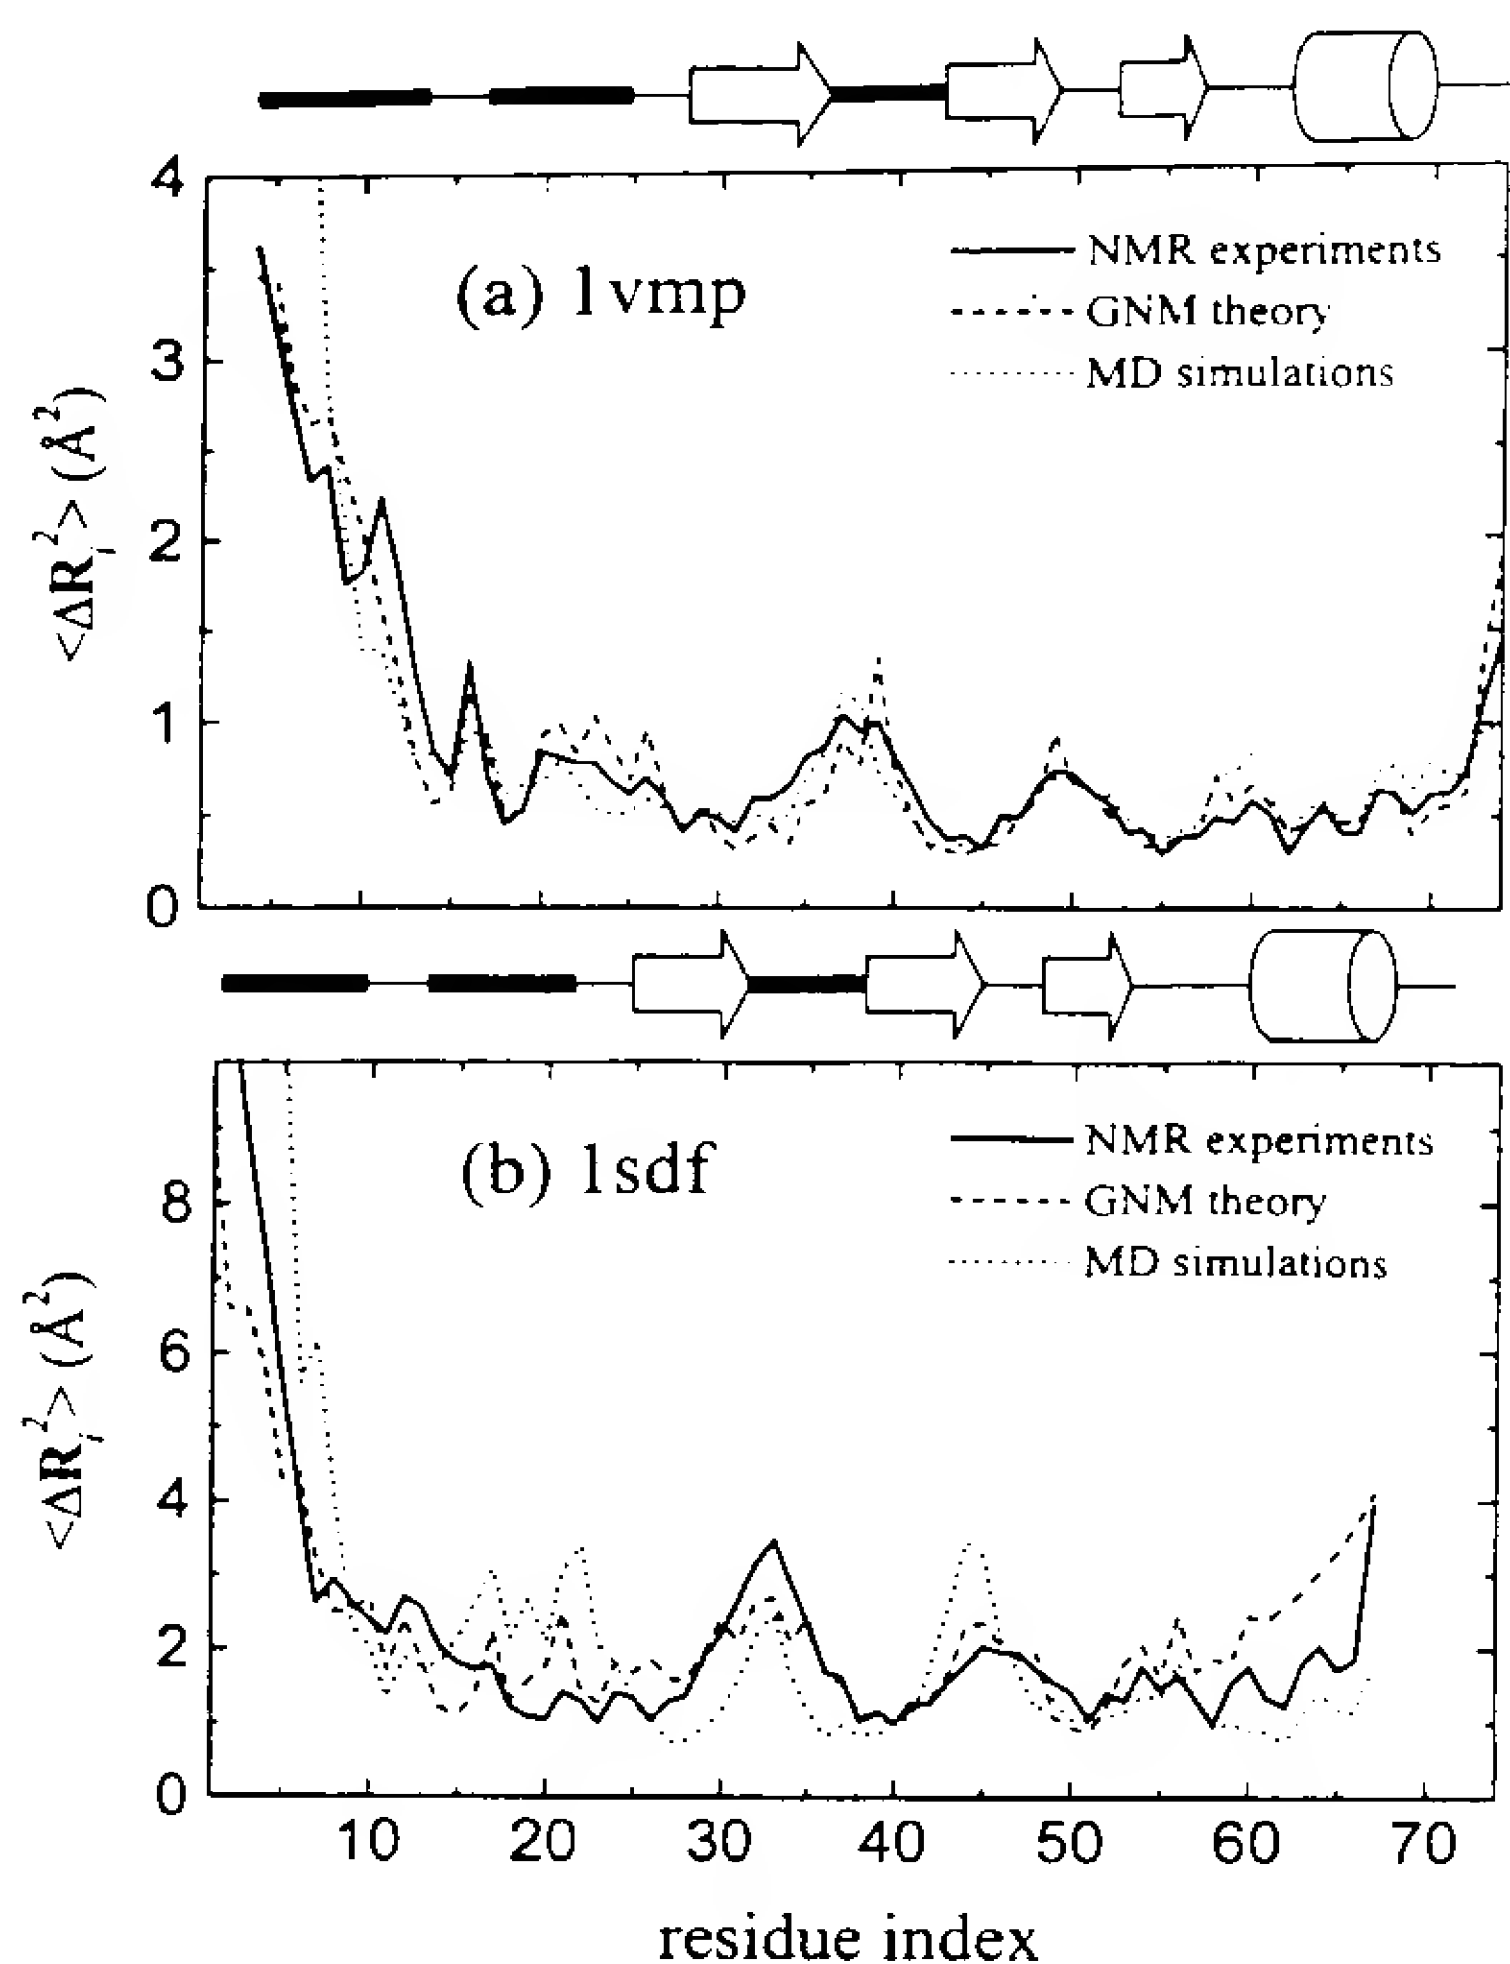 4
3
2
1
0
<ΔR_i^2> (Å^2)
(a) 1vmp
NMR experiments
GNM theory
MD simulations
8
6
4
2
0
<ΔR_i^2> (Å^2)
(b) 1sdf
NMR experiments
GNM theory
MD simulations
10 20 30 40 50 60 70
residue index